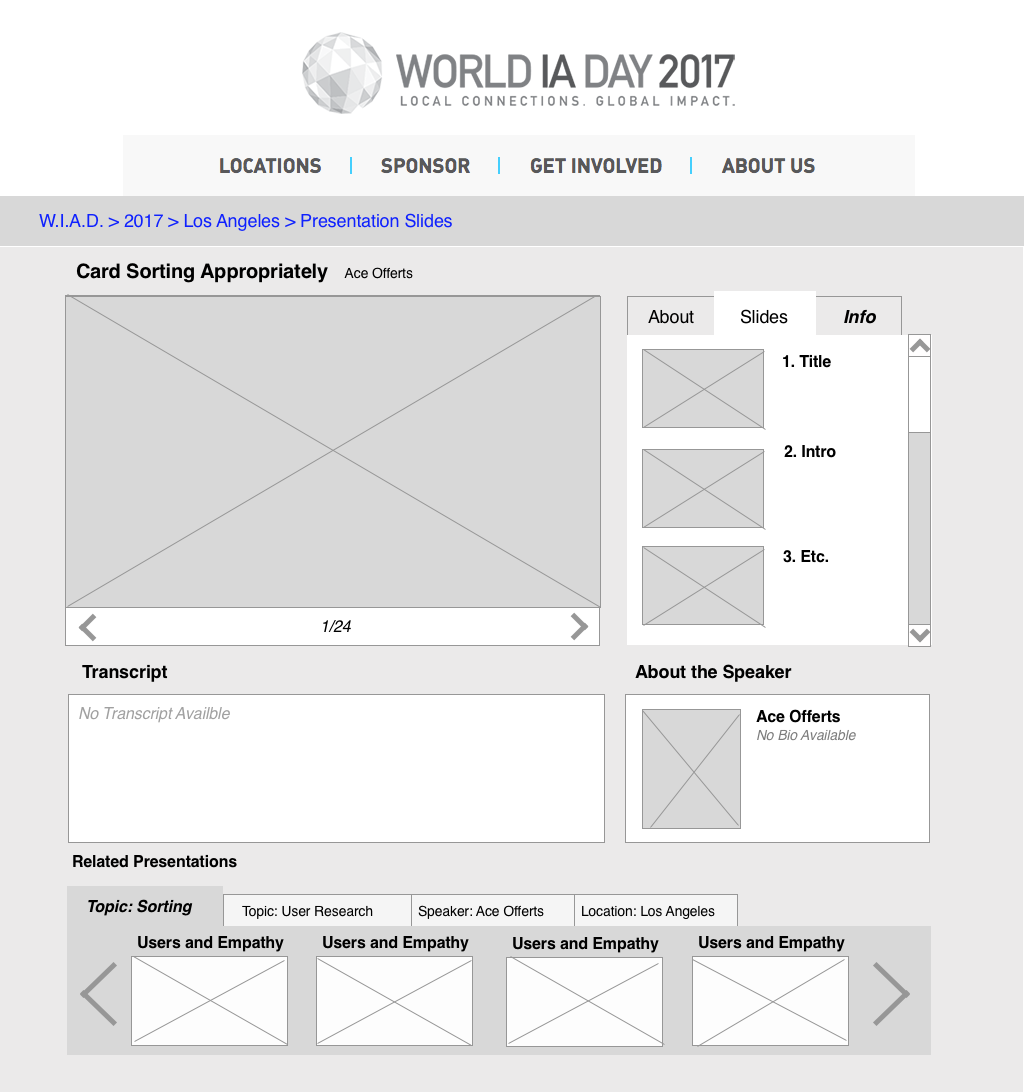 WORLD IA DAY 2017
LOCAL CONNECTIONS. GLOBAL IMPACT.
LOCATIONS | SPONSOR | GET INVOLVED | ABOUT US
W.I.A.D. > 2017 > Los Angeles > Presentation Slides
Card Sorting Appropriately Ace Offerts
About Slides Info
1. Title
2. Intro
3. Etc.
1/24
Transcript
No Transcript Availble
About the Speaker
Ace Offerts
No Bio Available
Related Presentations
Topic: Sorting Topic: User Research Speaker: Ace Offerts Location: Los Angeles
Users and Empathy Users and Empathy Users and Empathy Users and Empathy